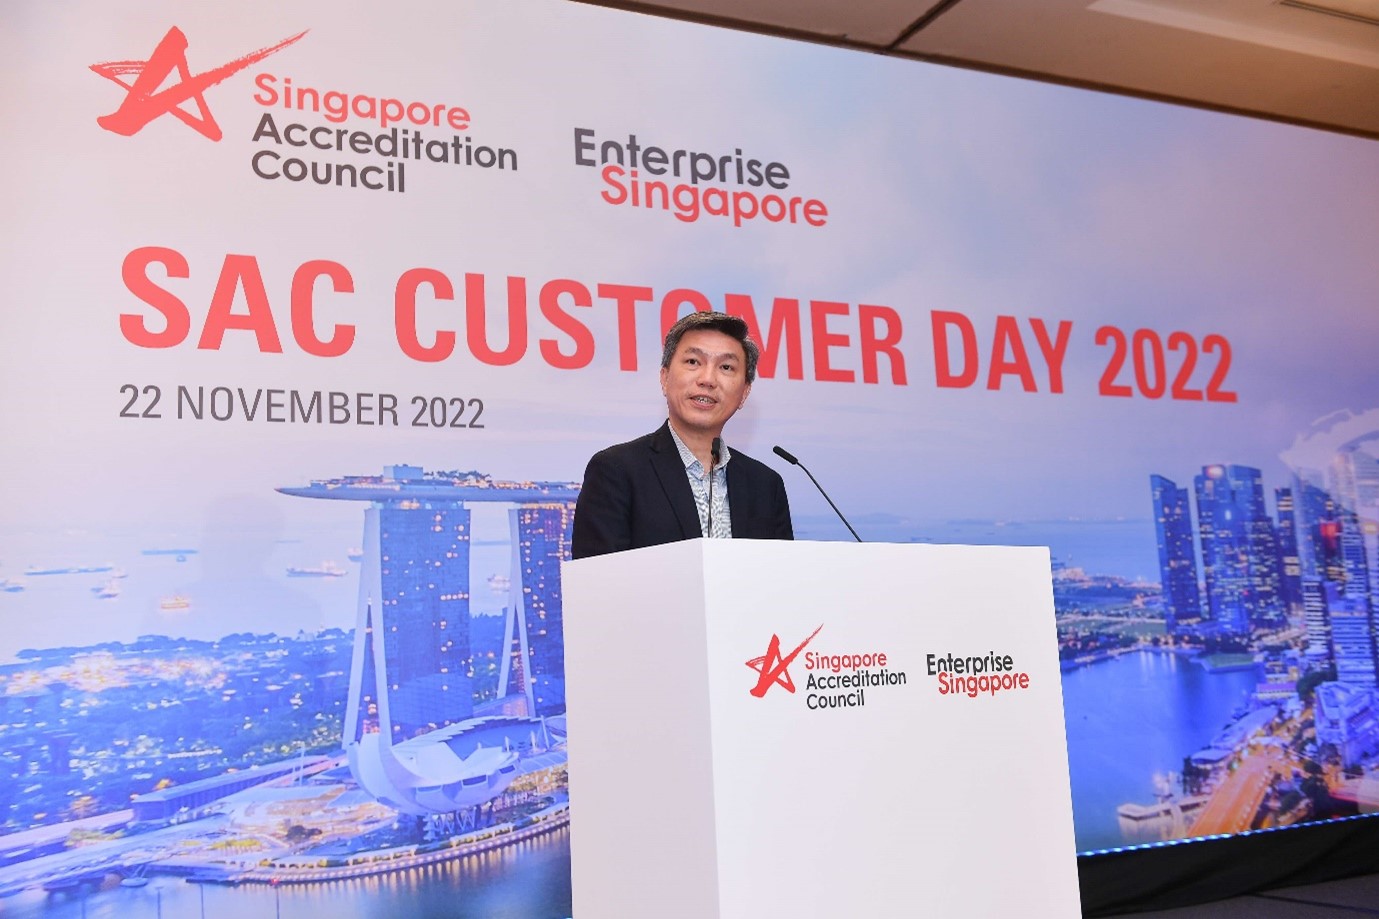 Singapore
Accreditation
Council
Enterprise
Singapore
SAC CUSTOMER DAY 2022
22 NOVEMBER 2022
Singapore
Accreditation
Council
Enterprise
Singapore